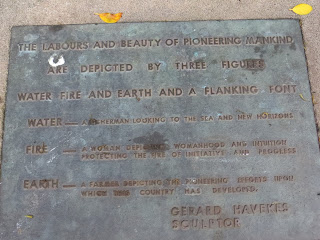 THE LABOURS AND BEAUTY OF PIONEERING MANKIND
ARE DEPICTED BY THREE FIGURES
WATER FIRE AND EARTH AND A FLANKING FONT
WATER — A FISHERMAN LOOKING TO THE SEA AND NEW HORIZONS
FIRE — A WOMAN DEPICTING WOMANHOOD AND INTUITION
PROTECTING THE FIRE OF INITIATIVE AND PROGRESS
EARTH — A FARMER DEPICTING THE PIONEERING EFFORTS UPON
WHICH THIS COUNTRY HAS DEVELOPED.
GERARD HAVEKES
SCULPTOR